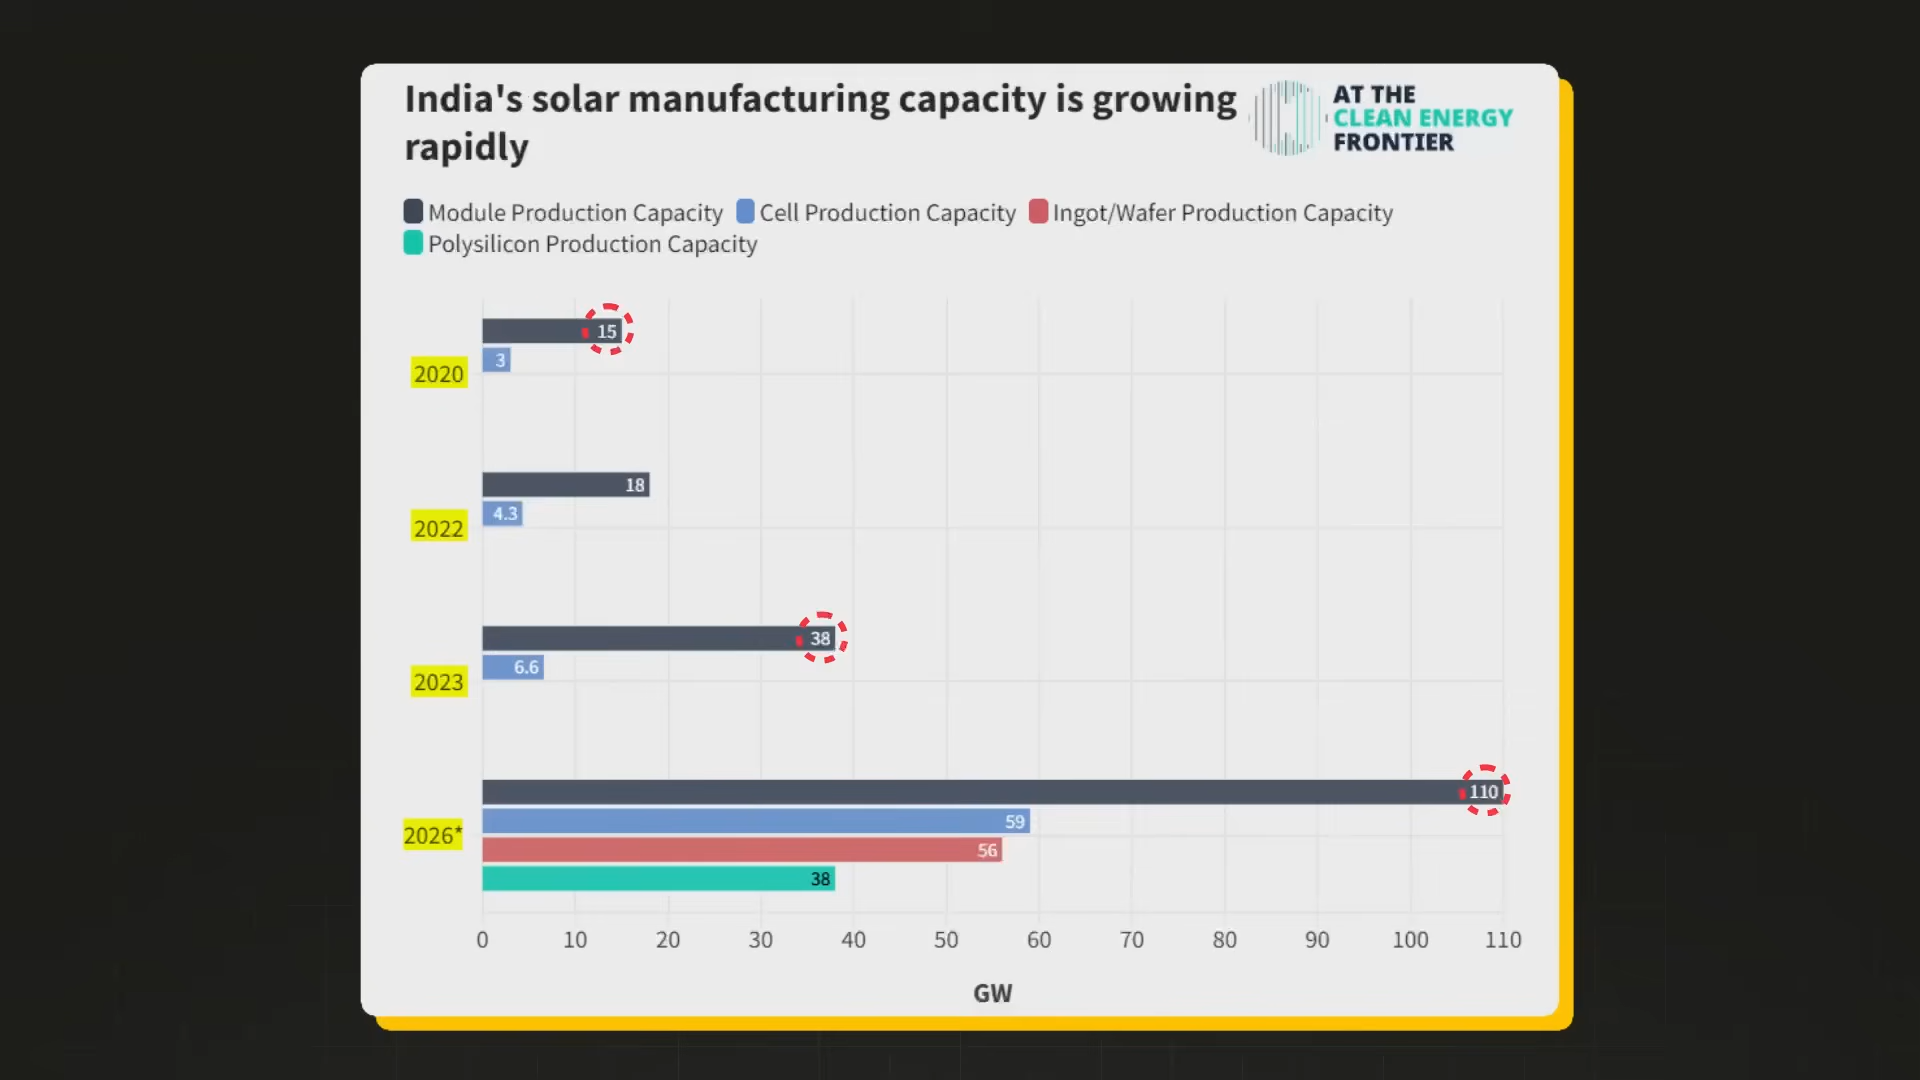 India's solar manufacturing capacity is growing
rapidly
AT THE
CLEAN ENERGY
FRONTIER
Module Production Capacity Cell Production Capacity Ingot/Wafer Production Capacity
Polysilicon Production Capacity
15
3
2020
18
4.3
2022
38
6.6
2023
110
59
2026*
56
38
0 10 20 30 40 50 60 70 80 90 100 110
GW